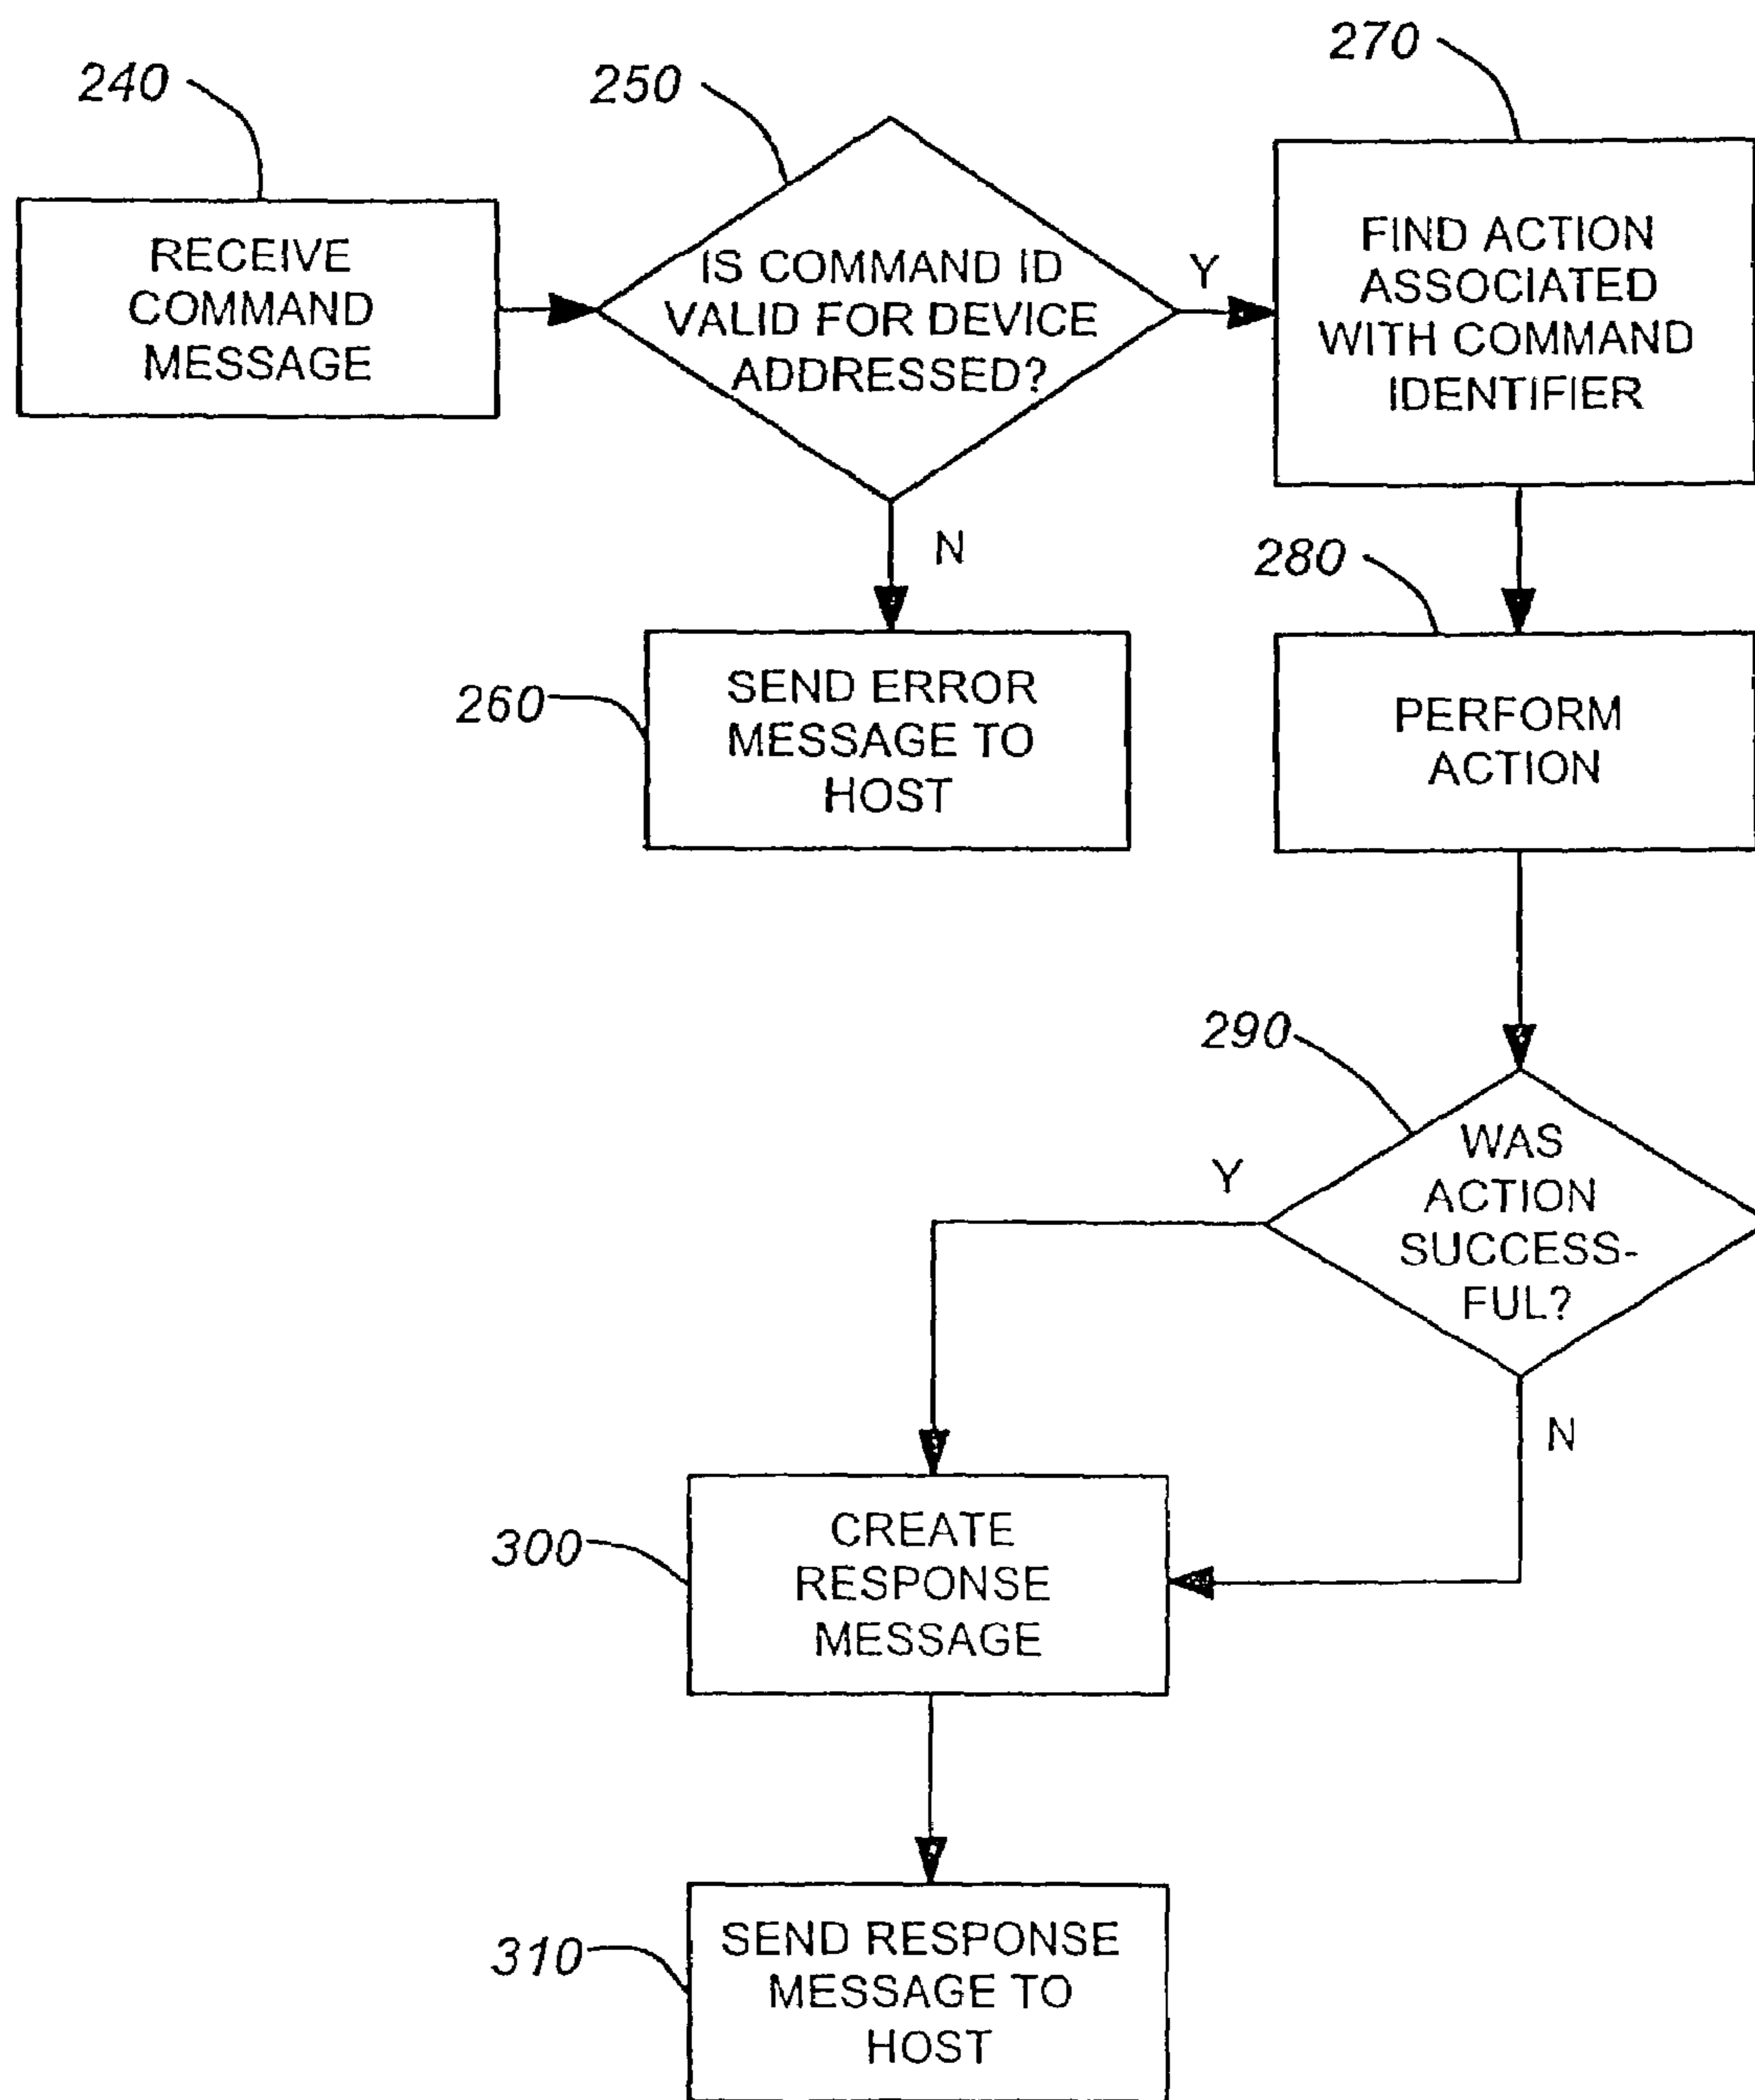 240
RECEIVE
COMMAND
MESSAGE
250
IS COMMAND ID
VALID FOR DEVICE
ADDRESSED?
Y
N
270
FIND ACTION
ASSOCIATED
WITH COMMAND
IDENTIFIER
260
SEND ERROR
MESSAGE TO
HOST
280
PERFORM
ACTION
290
WAS
ACTION
SUCCESS-
FUL?
Y
N
300
CREATE
RESPONSE
MESSAGE
310
SEND RESPONSE
MESSAGE TO
HOST